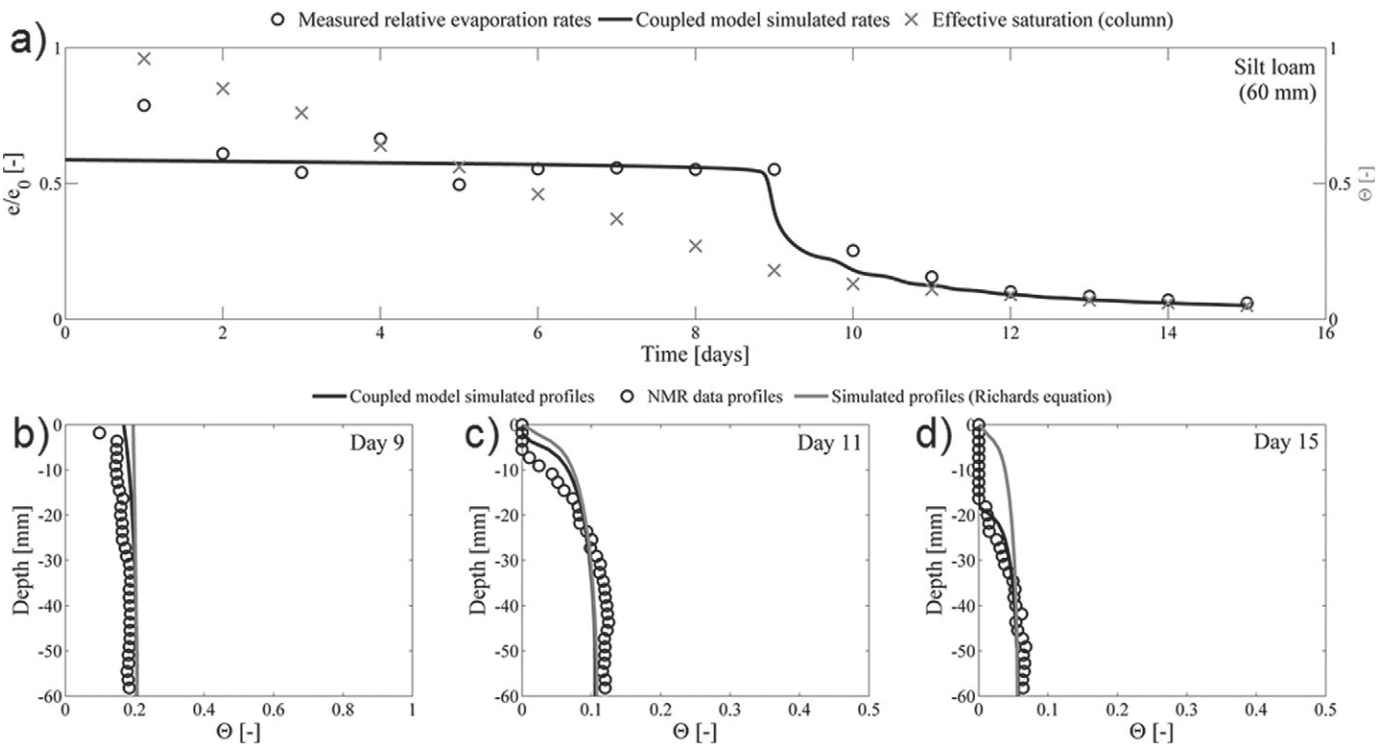 Measured relative evaporation rates Coupled model simulated rates Effective saturation (column)
a)
1
0.5
0
e/e0 [-]
Silt loam
(60 mm)
1
0.5
0
Θ [-]
0 2 4 6 8 10 12 14 16
Time [days]
Coupled model simulated profiles NMR data profiles Simulated profiles (Richards equation)
b)
Day 9
0
-10
-20
-30
-40
-50
-60
Depth [mm]
0 0.2 0.4 0.6 0.8 1
Θ [-]
c)
Day 11
0
-10
-20
-30
-40
-50
-60
Depth [mm]
0 0.1 0.2 0.3 0.4 0.5
Θ [-]
d)
Day 15
0
-10
-20
-30
-40
-50
-60
Depth [mm]
0 0.1 0.2 0.3 0.4 0.5
Θ [-]